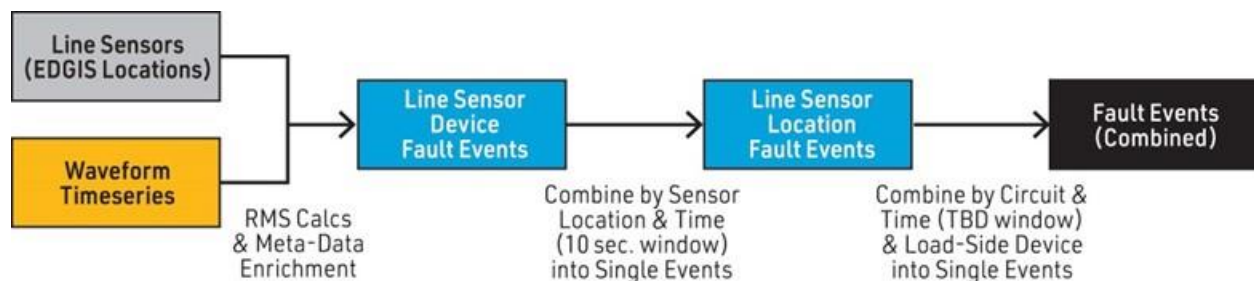 Line Sensors
(EDGIS Locations)
Waveform
Timeseries
RMS Calcs
& Meta-Data
Enrichment
Line Sensor
Device
Fault Events
Combine by Sensor
Location & Time
(10 sec. window)
into Single Events
Line Sensor
Location
Fault Events
Combine by Circuit &
Time (TBD window)
& Load-Side Device
into Single Events
Fault Events
(Combined)